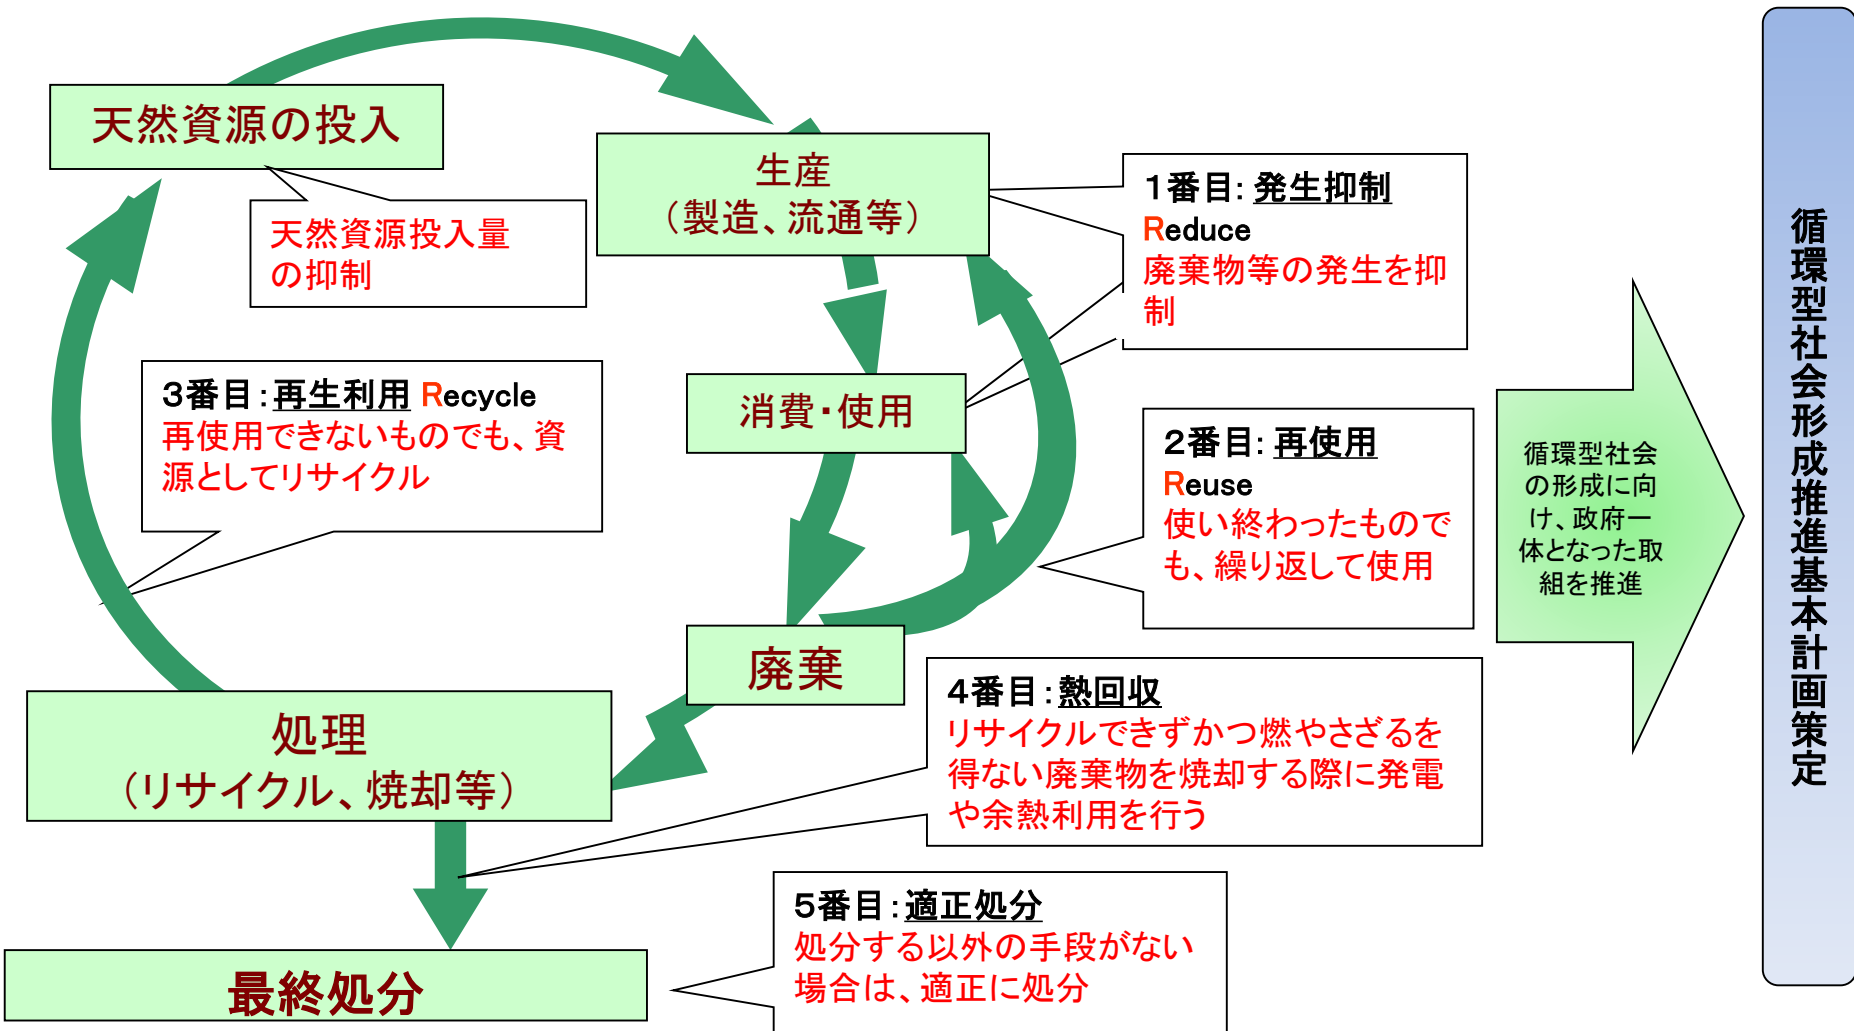 天然資源の投入
天然資源投入量
の抑制
生産
（製造、流通等）
1番目：発生抑制
Reduce
廃棄物等の発生を抑
制
消費・使用
3番目：再生利用 Recycle
再使用できないものでも、資
源としてリサイクル
2番目：再使用
Reuse
使い終わったもので
も、繰り返して使用
廃棄
処理
（リサイクル、焼却等）
4番目：熱回収
リサイクルできずかつ燃やさざるを
得ない廃棄物を焼却する際に発電
や余熱利用を行う
5番目：適正処分
処分する以外の手段がない
場合は、適正に処分
最終処分
循環型社会
の形成に向
け、政府一
体となった取
組を推進
循環型社会形成推進基本計画策定